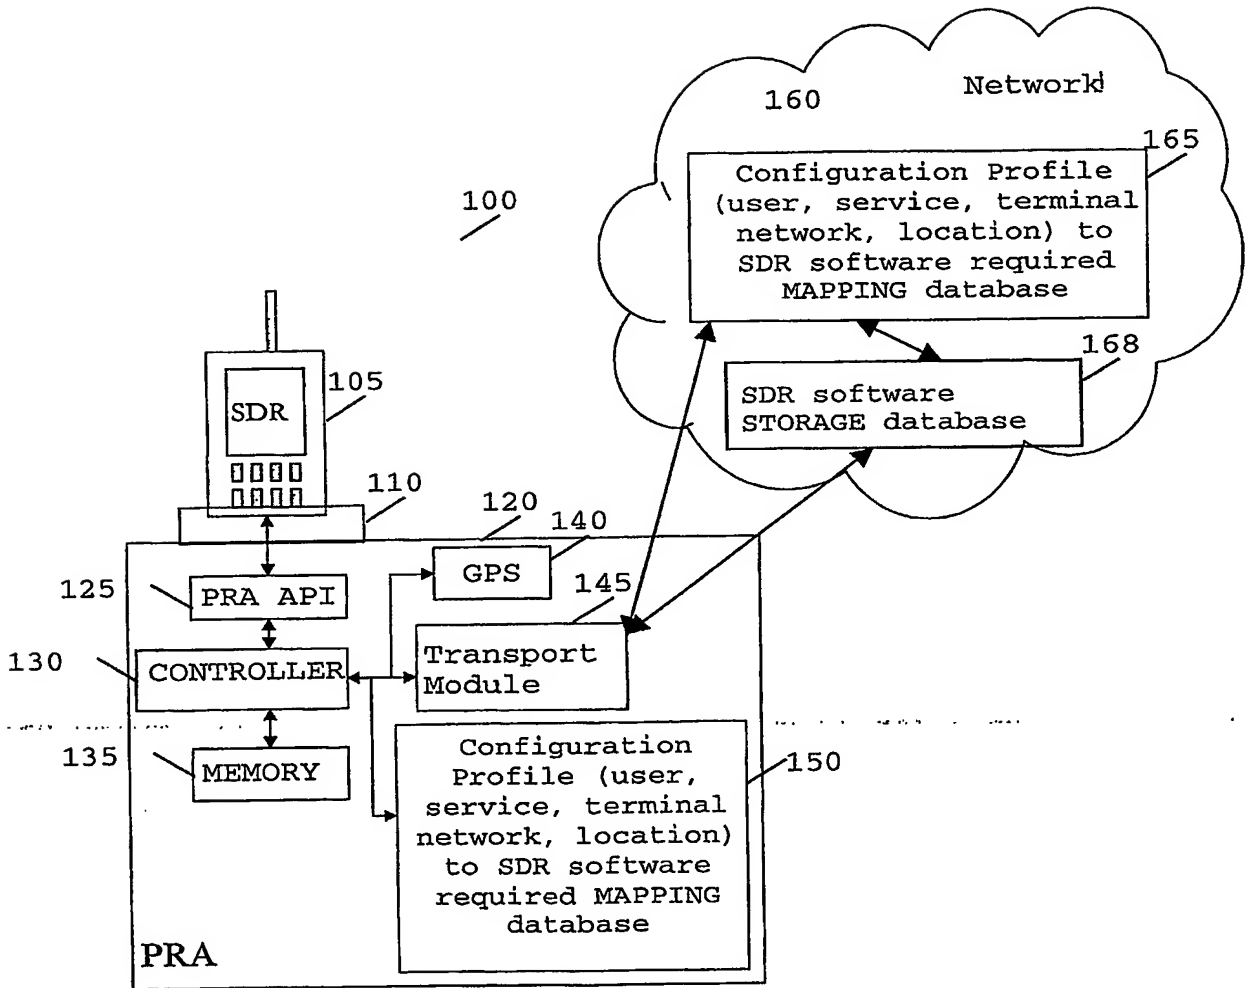 Network
160
165
Configuration Profile
(user, service, terminal
network, location) to
SDR software required
MAPPING database
100
168
SDR software
STORAGE database
105
SDR
110
120
140
GPS
125
PRA API
145
Transport
Module
130
CONTROLLER
135
MEMORY
150
Configuration
Profile (user,
service, terminal
network, location)
to SDR software
required MAPPING
database
PRA